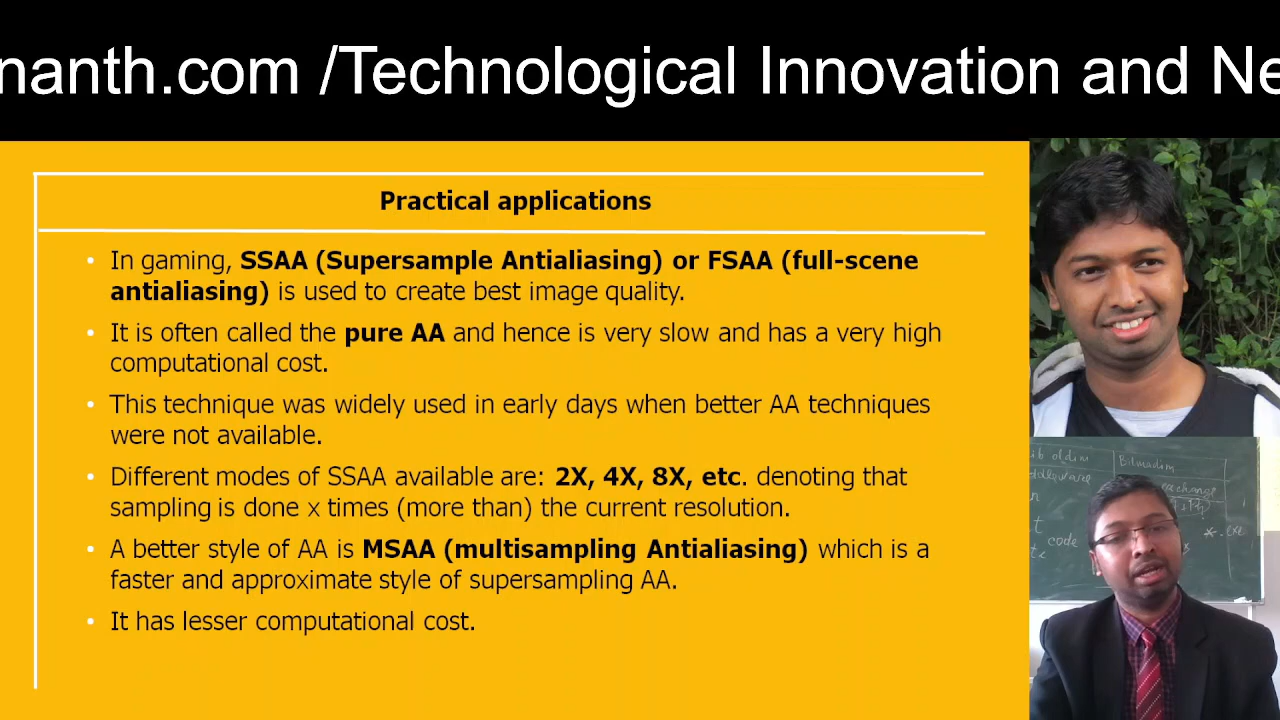 nanth.com /Technological Innovation and Ne
Practical applications
• In gaming, SSAA (Supersample Antialiasing) or FSAA (full-scene
antialiasing) is used to create best image quality.
• It is often called the pure AA and hence is very slow and has a very high
computational cost.
• This technique was widely used in early days when better AA techniques
were not available.
• Different modes of SSAA available are: 2X, 4X, 8X, etc. denoting that
sampling is done x times (more than) the current resolution.
• A better style of AA is MSAA (multisampling Antialiasing) which is a
faster and approximate style of supersampling AA.
• It has lesser computational cost.
Bilmadim
exchange
code